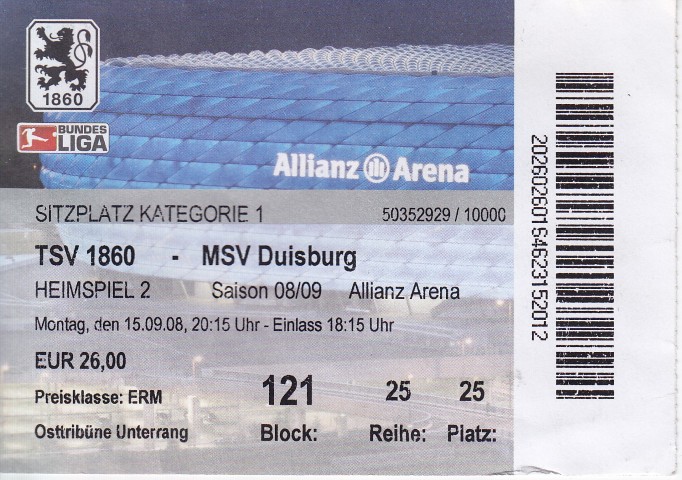 1860
BUNDES
LIGA
Allianz Arena
SITZPLATZ KATEGORIE 1 50352929 / 10000
TSV 1860 - MSV Duisburg
HEIMSPIEL 2 Saison 08/09 Allianz Arena
Montag, den 15.09.08, 20:15 Uhr - Einlass 18:15 Uhr
EUR 26,00
Preisklasse: ERM 121 25 25
Osttribüne Unterrang Block: Reihe: Platz:
20260260164623152012